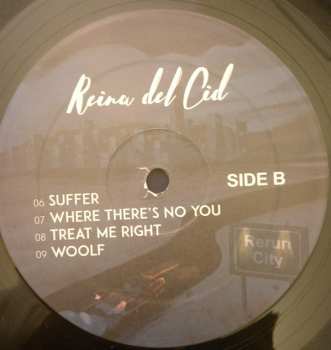 Reina del Cid
SIDE B
06 SUFFER
07 WHERE THERE'S NO YOU
08 TREAT ME RIGHT
09 WOOLF
Rerun
City